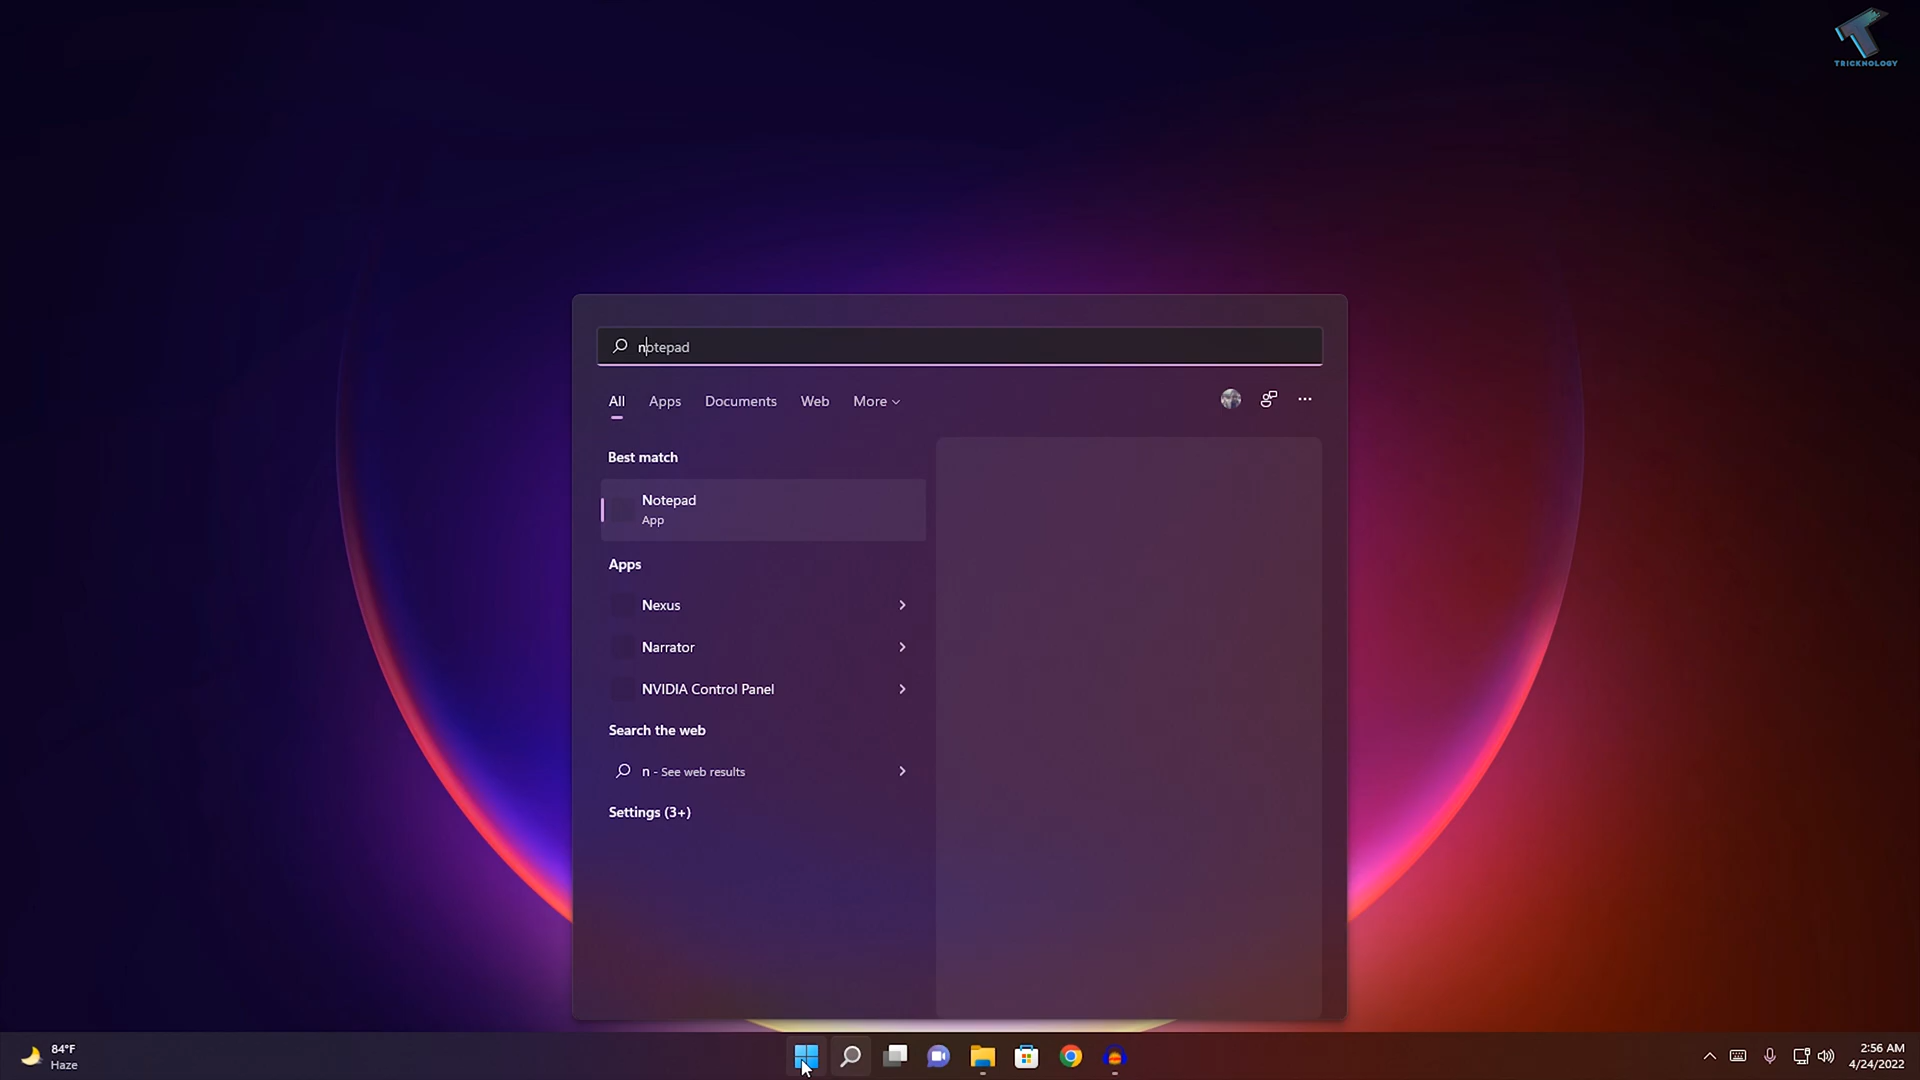 TRICKNOLOGY
notepad
All Apps Documents Web More
Best match
Notepad
App
Apps
Nexus
Narrator
NVIDIA Control Panel
Search the web
n - See web results
Settings (3+)
84°F
Haze
2:56 AM
4/24/2022